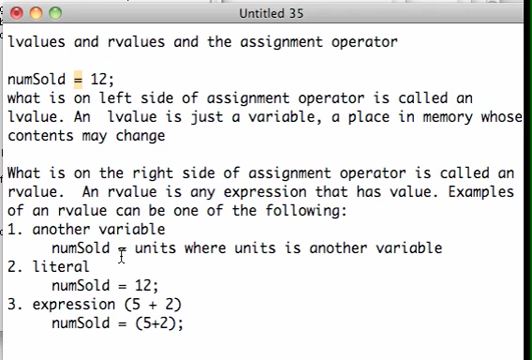 Untitled 35
lvalues and rvalues and the assignment operator
numSold = 12;
what is on left side of assignment operator is called an
lvalue. An lvalue is just a variable, a place in memory whose
contents may change
What is on the right side of assignment operator is called an
rvalue. An rvalue is any expression that has value. Examples
of an rvalue can be one of the following:
1. another variable
numSold = units where units is another variable
2. literal
numSold = 12;
3. expression (5 + 2)
numSold = (5+2);